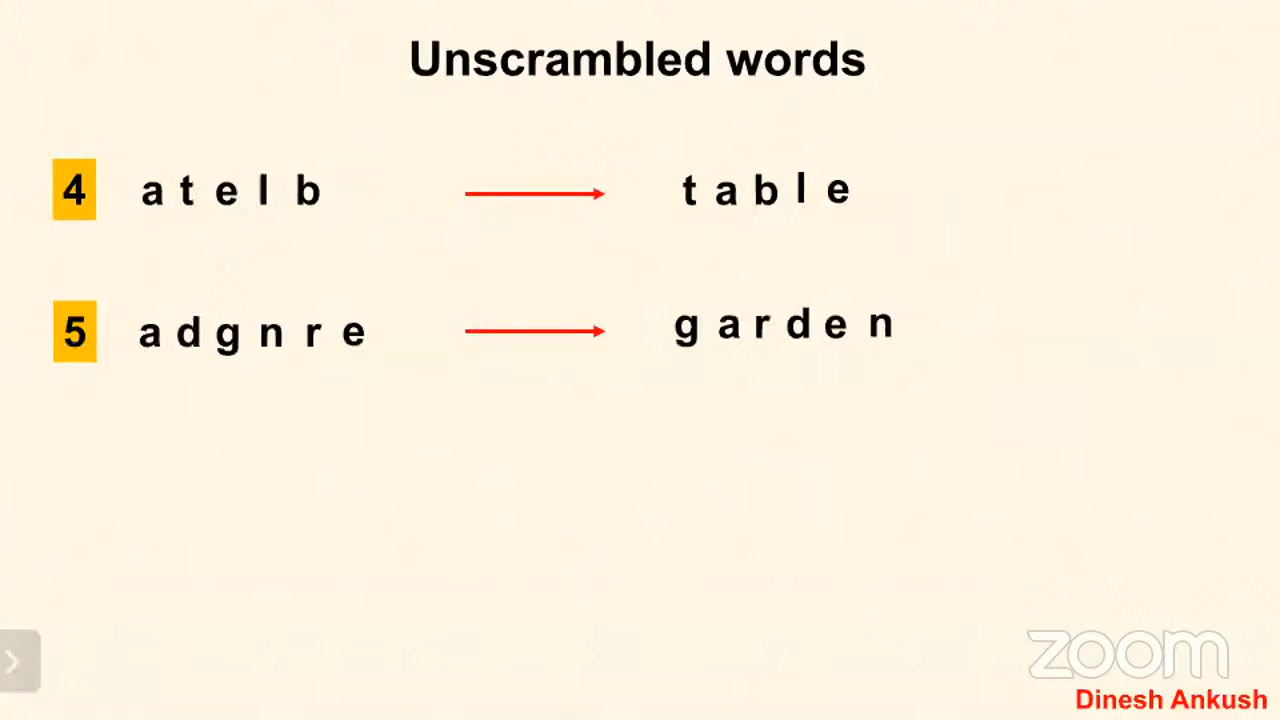 Unscrambled words
4 a t e l b t a b l e
5 a d g n r e g a r d e n
zoom
Dinesh Ankush